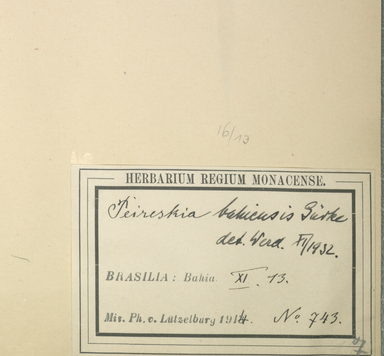 16/13
HERBARIUM REGIUM MONACENSE.
Peireskia bahiensis Gürke
det. Werd. XII/1932.
BRASILIA: Bahia XI. 13.
Mis. Ph. v. Lützelburg 1914. No. 743.